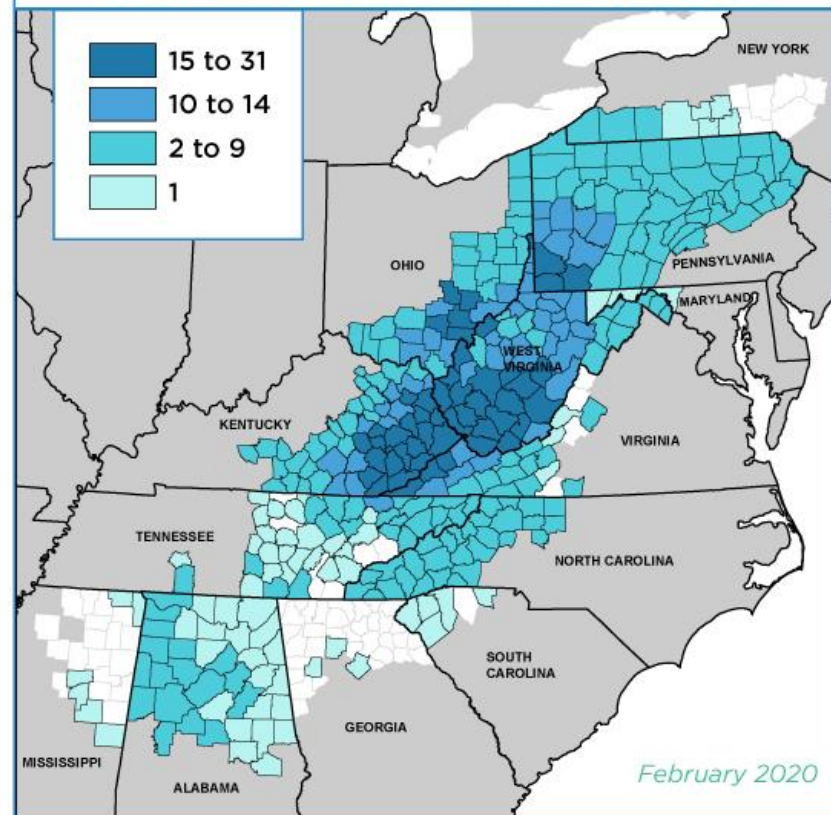 15 to 31
10 to 14
2 to 9
1
NEW YORK
OHIO
PENNSYLVANIA
MARYLAND
WEST
VIRGINIA
KENTUCKY
VIRGINIA
TENNESSEE
NORTH CAROLINA
SOUTH
CAROLINA
GEORGIA
MISSISSIPPI
ALABAMA
February 2020